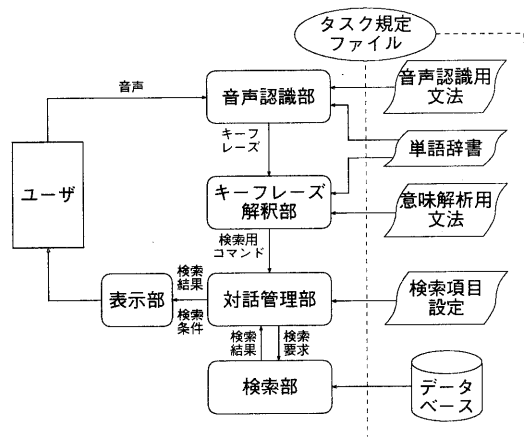 タスク規定
ファイル
音声
音声認識部
音声認識用
文法
キーフ
レーズ
単語辞書
ユーザ
キーフレーズ
解釈部
意味解析用
文法
検索用
コマンド
検索
結果
表示部
検索
条件
対話管理部
検索項目
設定
検索
結果
検索
要求
検索部
データ
ベース